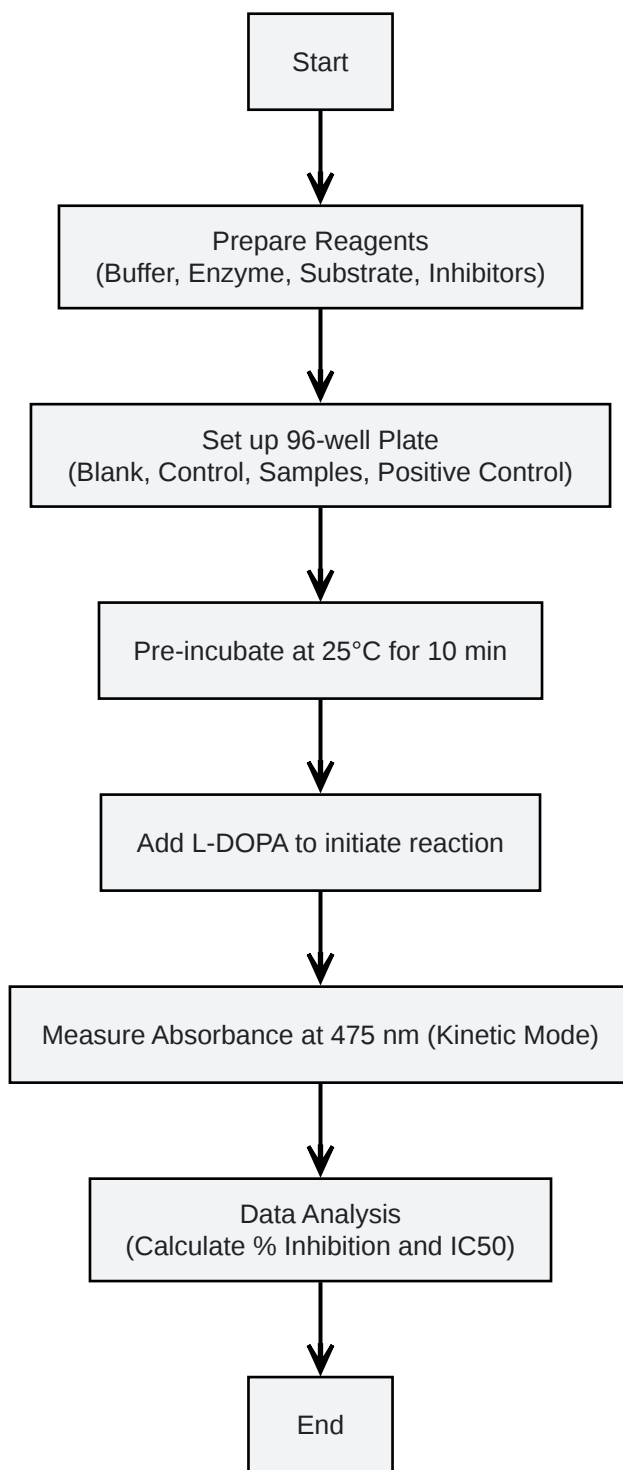 Start
Prepare Reagents
(Buffer, Enzyme, Substrate, Inhibitors)
Set up 96-well Plate
(Blank, Control, Samples, Positive Control)
Pre-incubate at 25°C for 10 min
Add L-DOPA to initiate reaction
Measure Absorbance at 475 nm (Kinetic Mode)
Data Analysis
(Calculate % Inhibition and IC50)
End